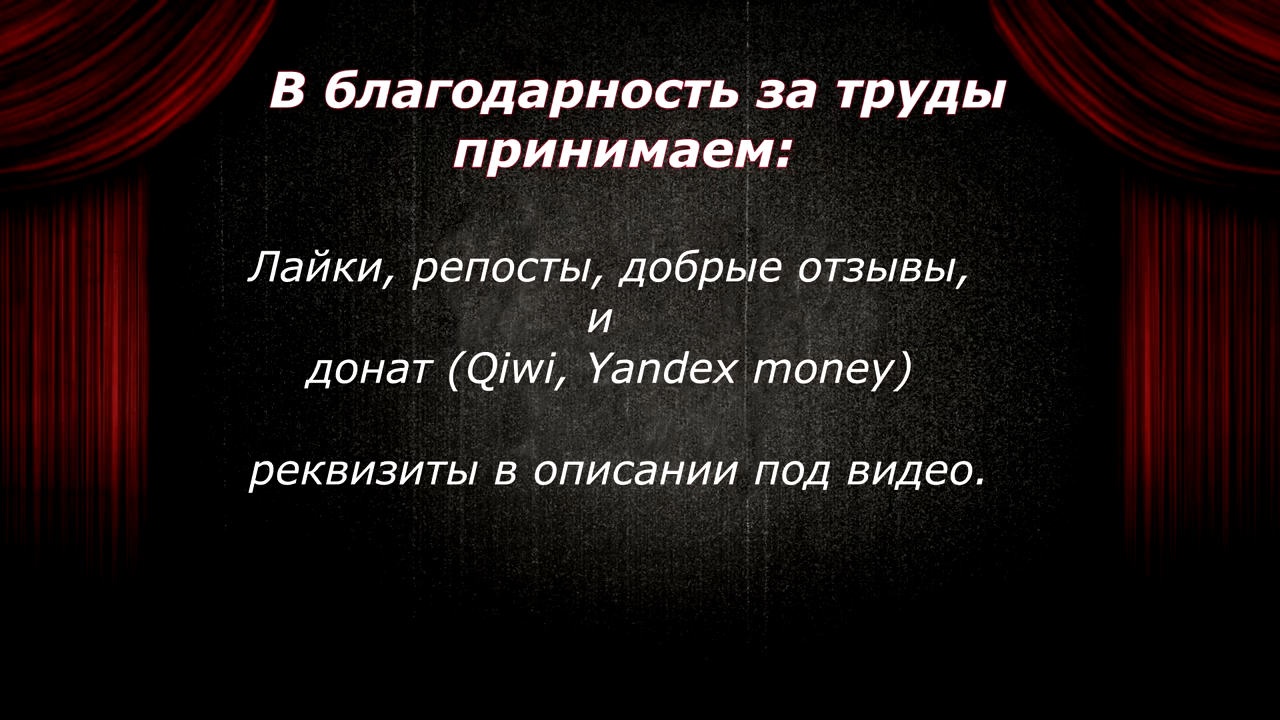 В благодарность за труды
принимаем:
Лайки, репосты, добрые отзывы,
и
донат (Qiwi, Yandex money)
реквизиты в описании под видео.